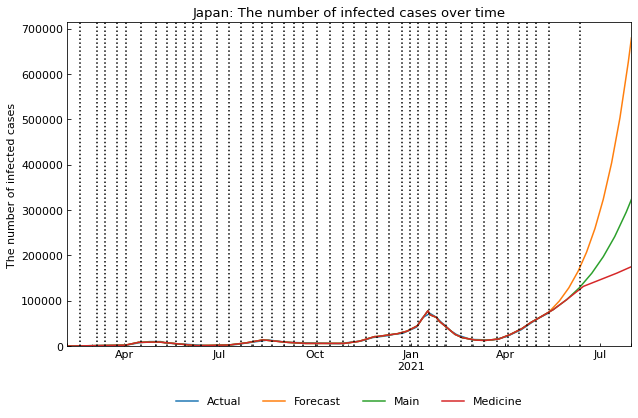 Japan: The number of infected cases over time
The number of infected cases
700000
600000
500000
400000
300000
200000
100000
0
Apr Jul Oct Jan Apr Jul
2021
Actual Forecast Main Medicine